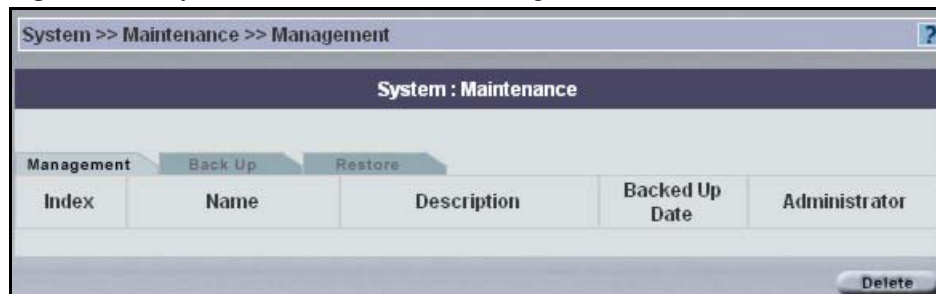 System >> Maintenance >> Management ?
System : Maintenance
Management Back Up Restore
Index Name Description Backed Up Date Administrator
Delete